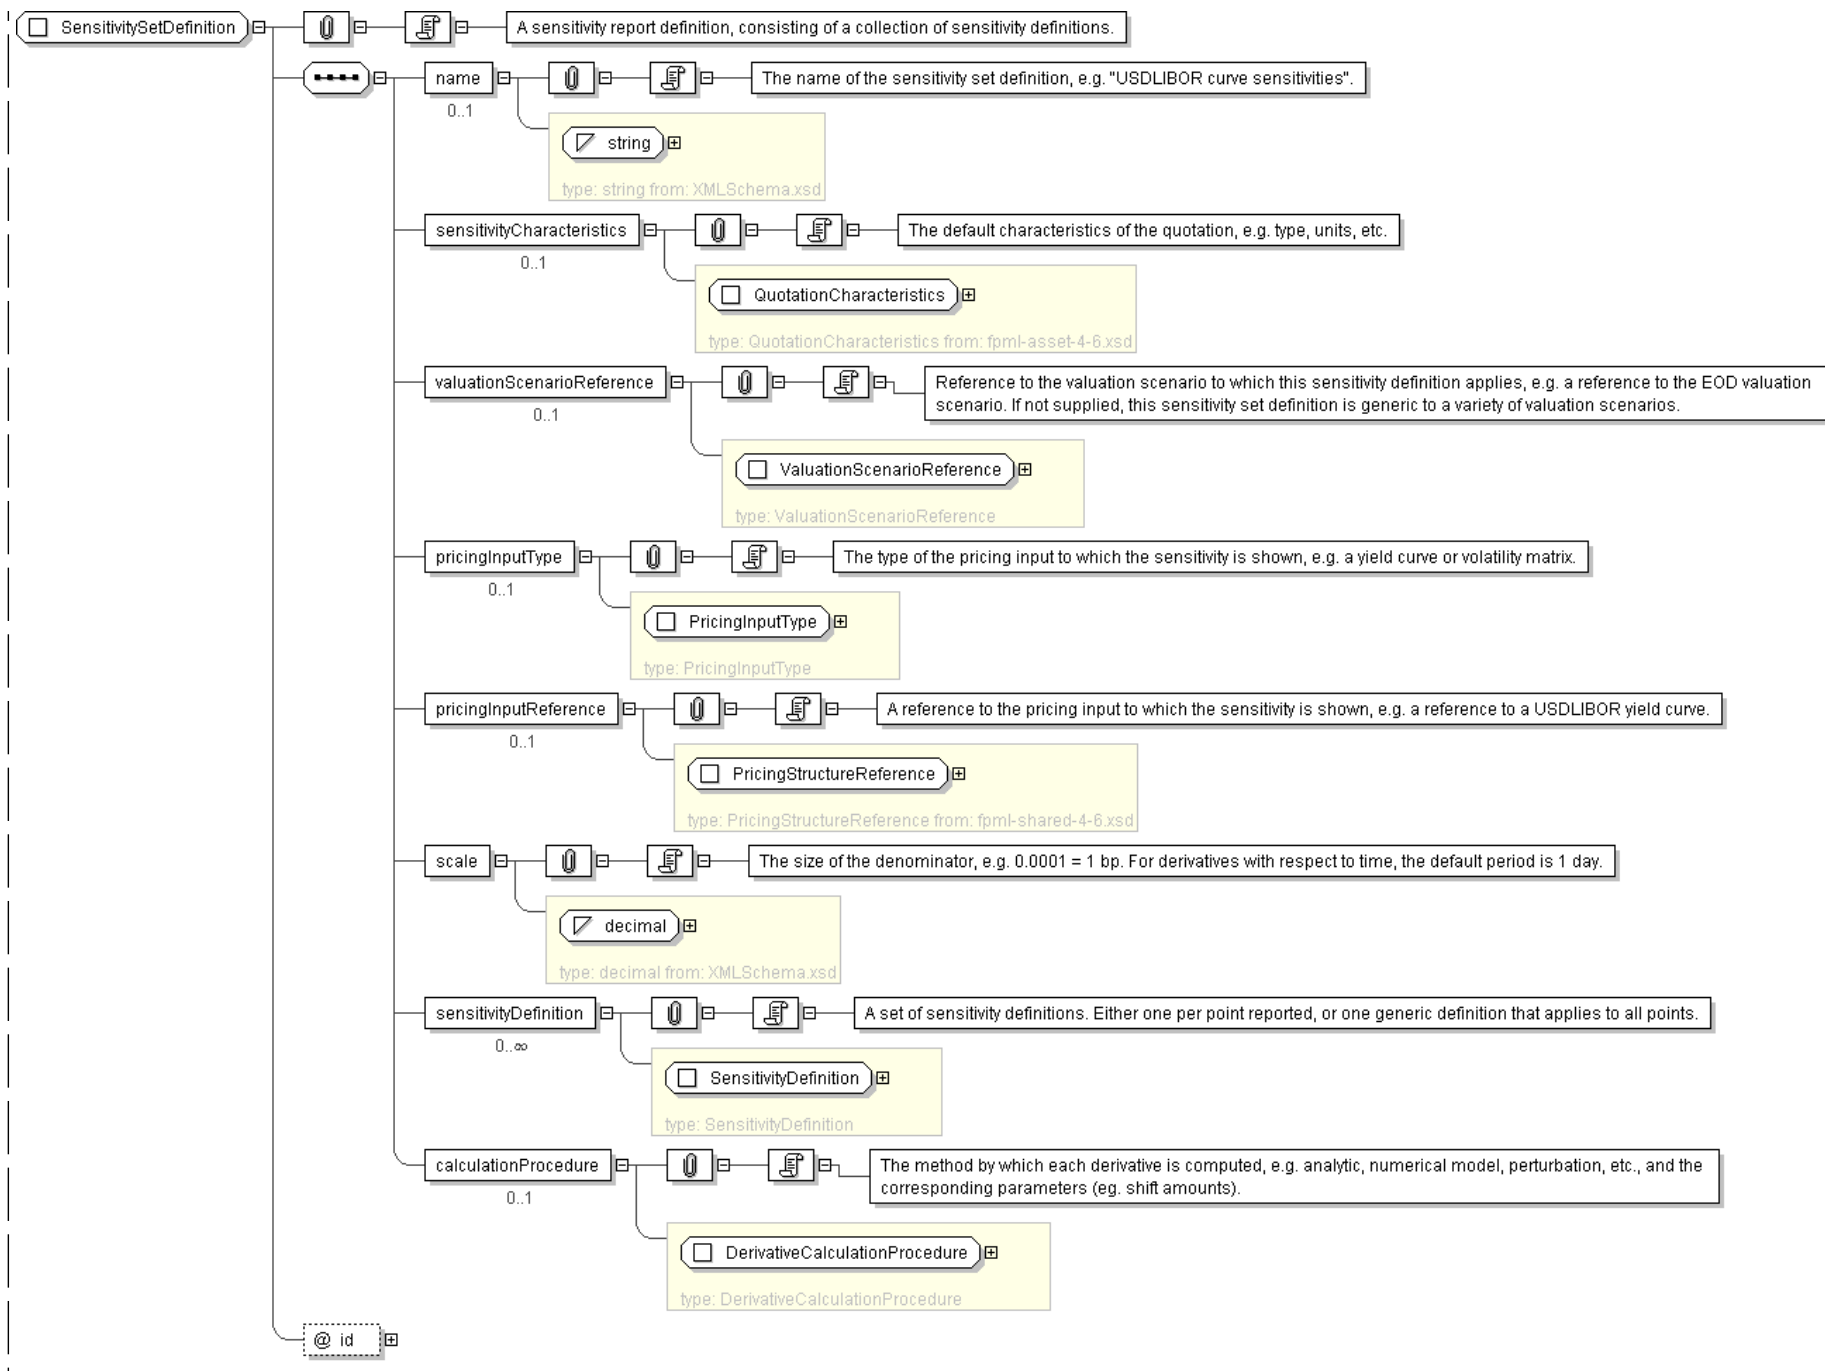 SensitivitySetDefinition
A sensitivity report definition, consisting of a collection of sensitivity definitions.
name
The name of the sensitivity set definition, e.g. "USDLIBOR curve sensitivities".
0..1
string
type: string from: XMLSchema.xsd
sensitivityCharacteristics
The default characteristics of the quotation, e.g. type, units, etc.
0..1
QuotationCharacteristics
type: QuotationCharacteristics from: fpml-asset-4-6.xsd
valuationScenarioReference
Reference to the valuation scenario to which this sensitivity definition applies, e.g. a reference to the EOD valuation
scenario. If not supplied, this sensitivity set definition is generic to a variety of valuation scenarios.
0..1
ValuationScenarioReference
type: ValuationScenarioReference
pricingInputType
The type of the pricing input to which the sensitivity is shown, e.g. a yield curve or volatility matrix.
0..1
PricingInputType
type: PricingInputType
pricingInputReference
A reference to the pricing input to which the sensitivity is shown, e.g. a reference to a USDLIBOR yield curve.
0..1
PricingStructureReference
type: PricingStructureReference from: fpml-shared-4-6.xsd
scale
The size of the denominator, e.g. 0.0001 = 1 bp. For derivatives with respect to time, the default period is 1 day.
decimal
type: decimal from: XMLSchema.xsd
sensitivityDefinition
A set of sensitivity definitions. Either one per point reported, or one generic definition that applies to all points.
0..∞
SensitivityDefinition
type: SensitivityDefinition
calculationProcedure
The method by which each derivative is computed, e.g. analytic, numerical model, perturbation, etc., and the
corresponding parameters (eg. shift amounts).
0..1
DerivativeCalculationProcedure
type: DerivativeCalculationProcedure
@ id